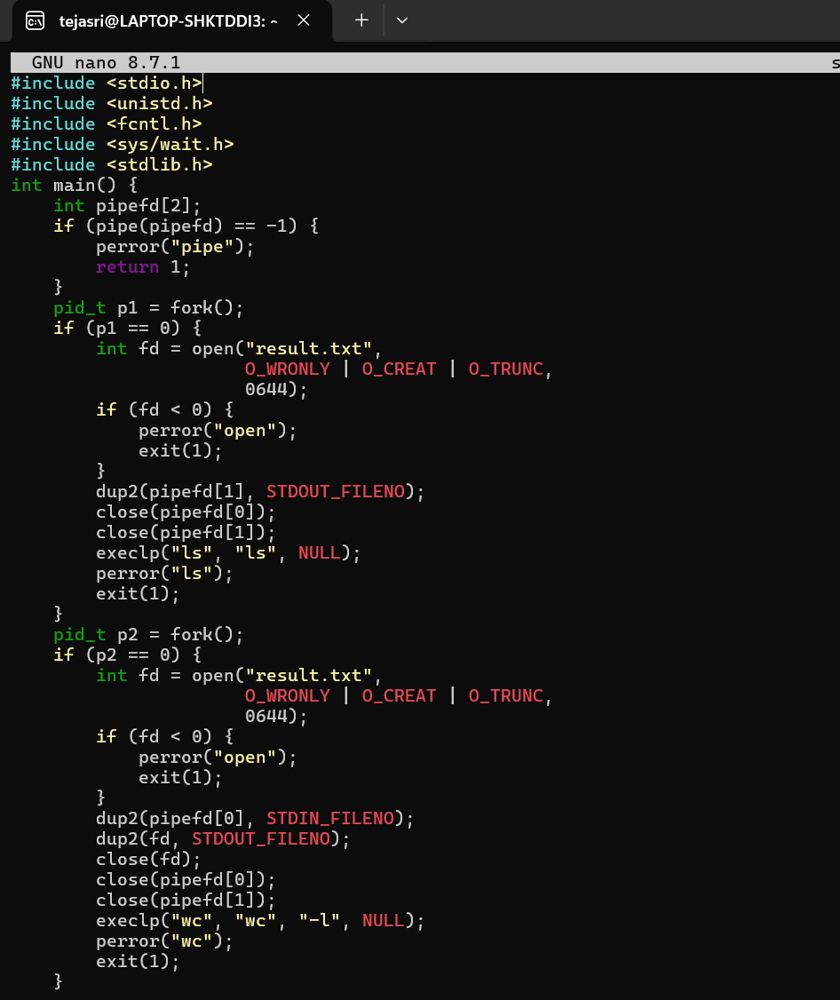 tejasri@LAPTOP-SHKTDDI3: ~
GNU nano 8.7.1
#include <stdio.h>
#include <unistd.h>
#include <fcntl.h>
#include <sys/wait.h>
#include <stdlib.h>
int main() {
    int pipefd[2];
    if (pipe(pipefd) == -1) {
        perror("pipe");
        return 1;
    }
    pid_t p1 = fork();
    if (p1 == 0) {
        int fd = open("result.txt",
                      O_WRONLY | O_CREAT | O_TRUNC,
                      0644);
        if (fd < 0) {
            perror("open");
            exit(1);
        }
        dup2(pipefd[1], STDOUT_FILENO);
        close(pipefd[0]);
        close(pipefd[1]);
        execlp("ls", "ls", NULL);
        perror("ls");
        exit(1);
    }
    pid_t p2 = fork();
    if (p2 == 0) {
        int fd = open("result.txt",
                      O_WRONLY | O_CREAT | O_TRUNC,
                      0644);
        if (fd < 0) {
            perror("open");
            exit(1);
        }
        dup2(pipefd[0], STDIN_FILENO);
        dup2(fd, STDOUT_FILENO);
        close(fd);
        close(pipefd[0]);
        close(pipefd[1]);
        execlp("wc", "wc", "-l", NULL);
        perror("wc");
        exit(1);
    }